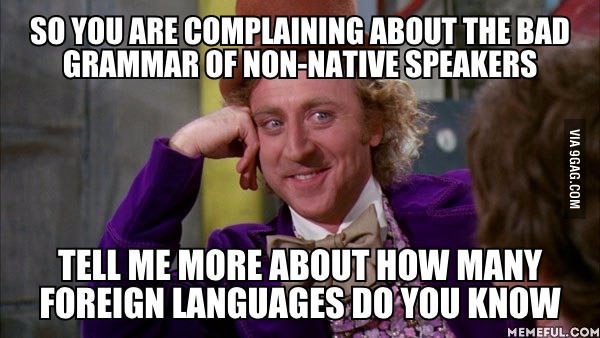 SO YOU ARE COMPLAINING ABOUT THE BAD
GRAMMAR OF NON-NATIVE SPEAKERS
VIA 9GAG.COM
TELL ME MORE ABOUT HOW MANY
FOREIGN LANGUAGES DO YOU KNOW
MEMEFUL.COM